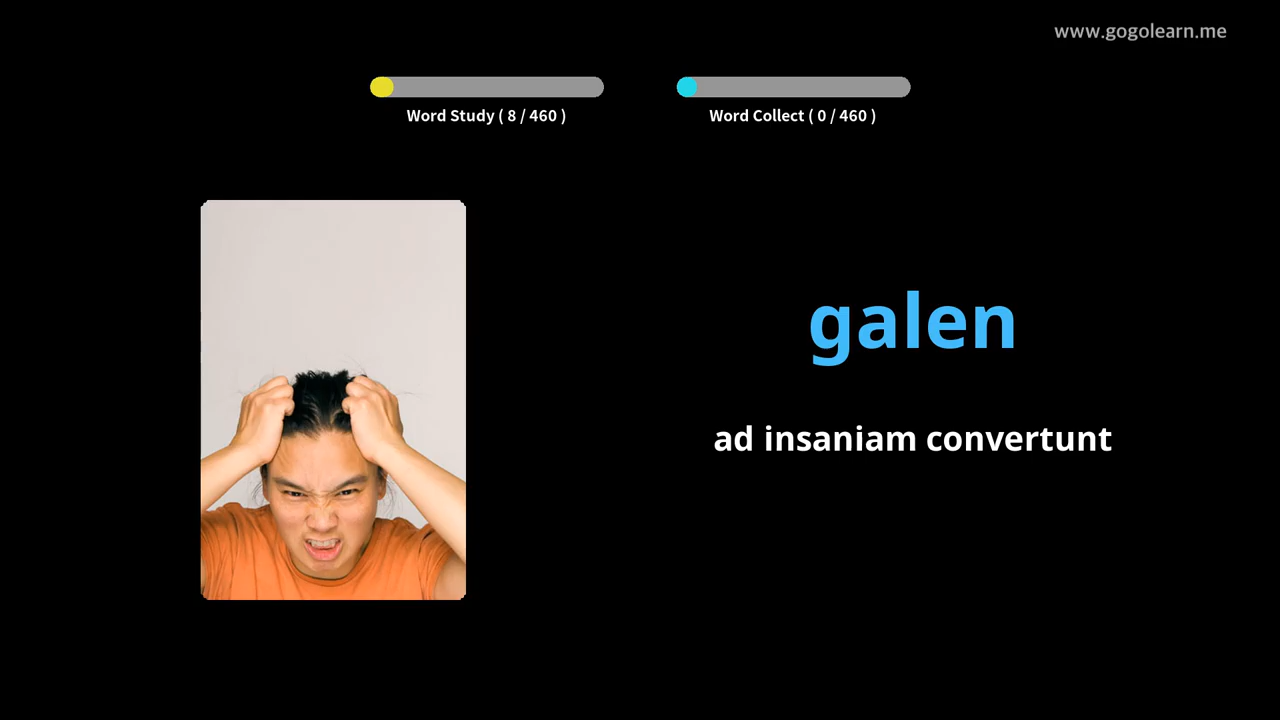 www.gogolearn.me
Word Study ( 8 / 460 )
Word Collect ( 0 / 460 )
galen
ad insaniam convertunt